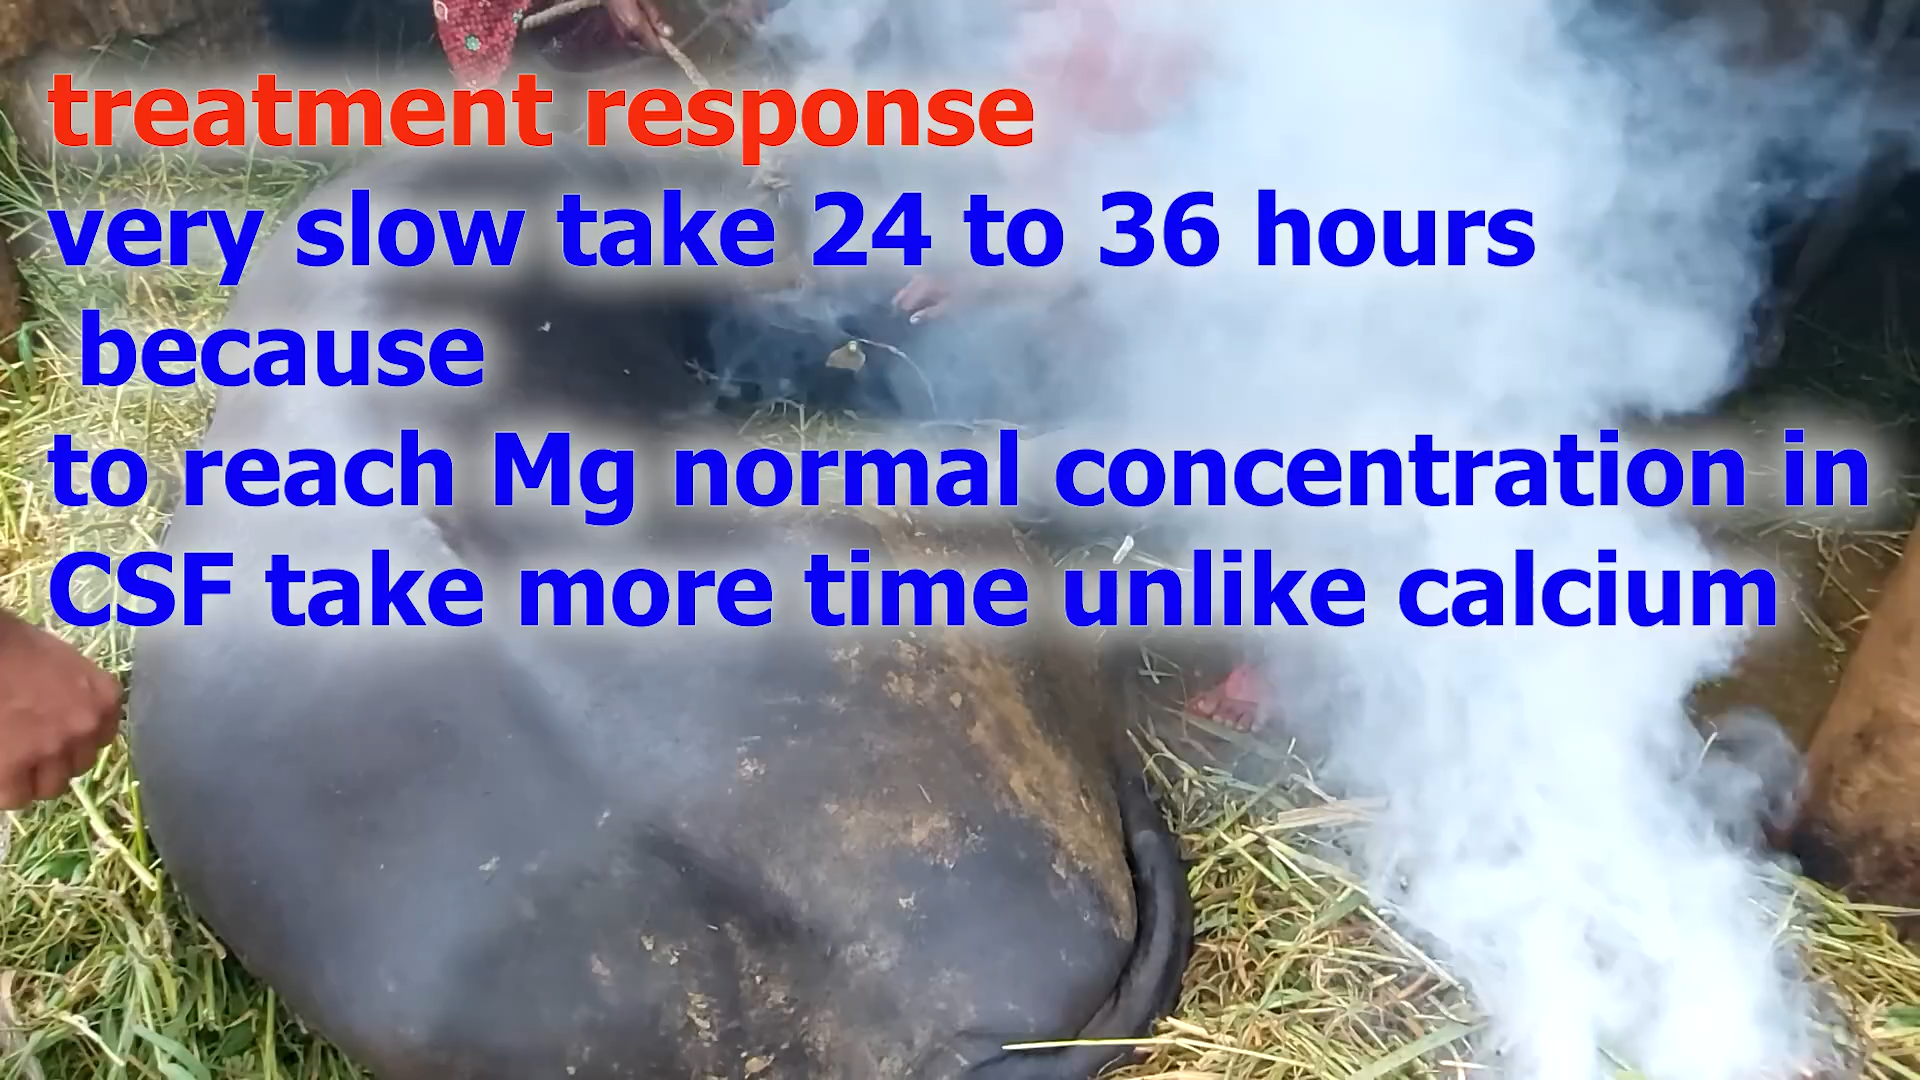 treatment response
very slow take 24 to 36 hours
because
to reach Mg normal concentration in
CSF take more time unlike calcium